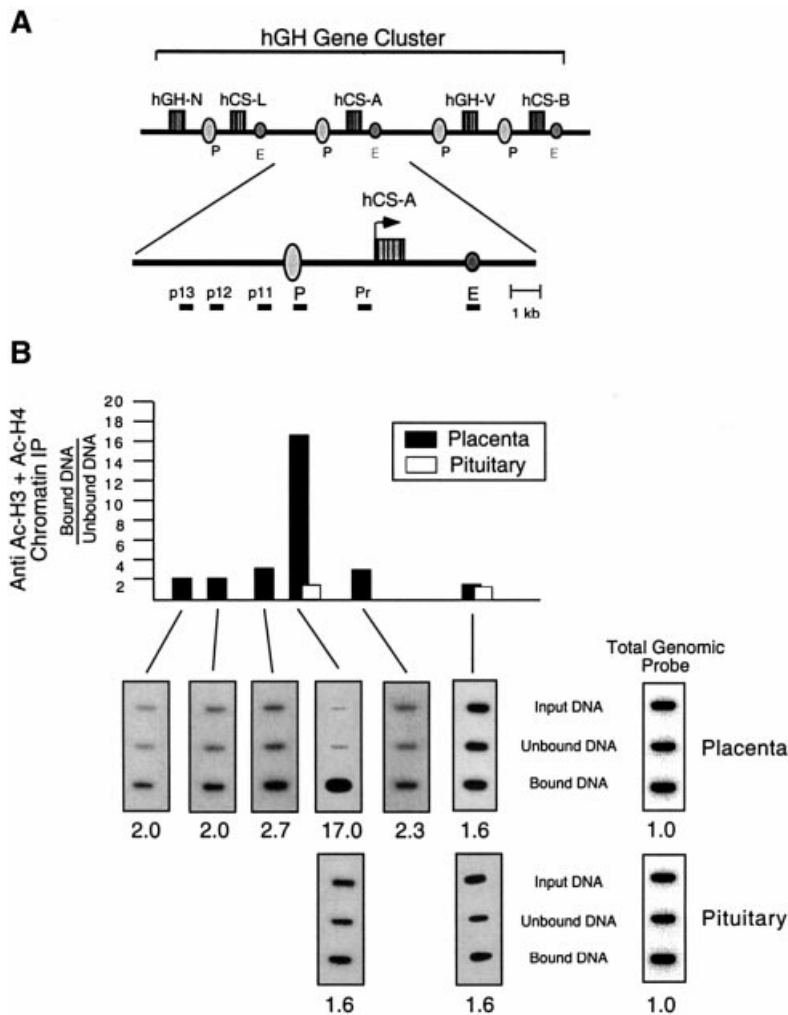 A
hGH Gene Cluster
hGH-N hCS-L hCS-A hGH-V hCS-B
P E P E P P E
hCS-A
p13 p12 p11 P Pr E
1 kb
B
Anti Ac-H3 + Ac-H4
Chromatin IP
Bound DNA
Unbound DNA
20
18
16
14
12
10
8
6
4
2
Placenta
Pituitary
Total Genomic
Probe
Input DNA
Unbound DNA
Bound DNA
Placenta
2.0 2.0 2.7 17.0 2.3 1.6 1.0
Input DNA
Unbound DNA
Bound DNA
Pituitary
1.6 1.6 1.0